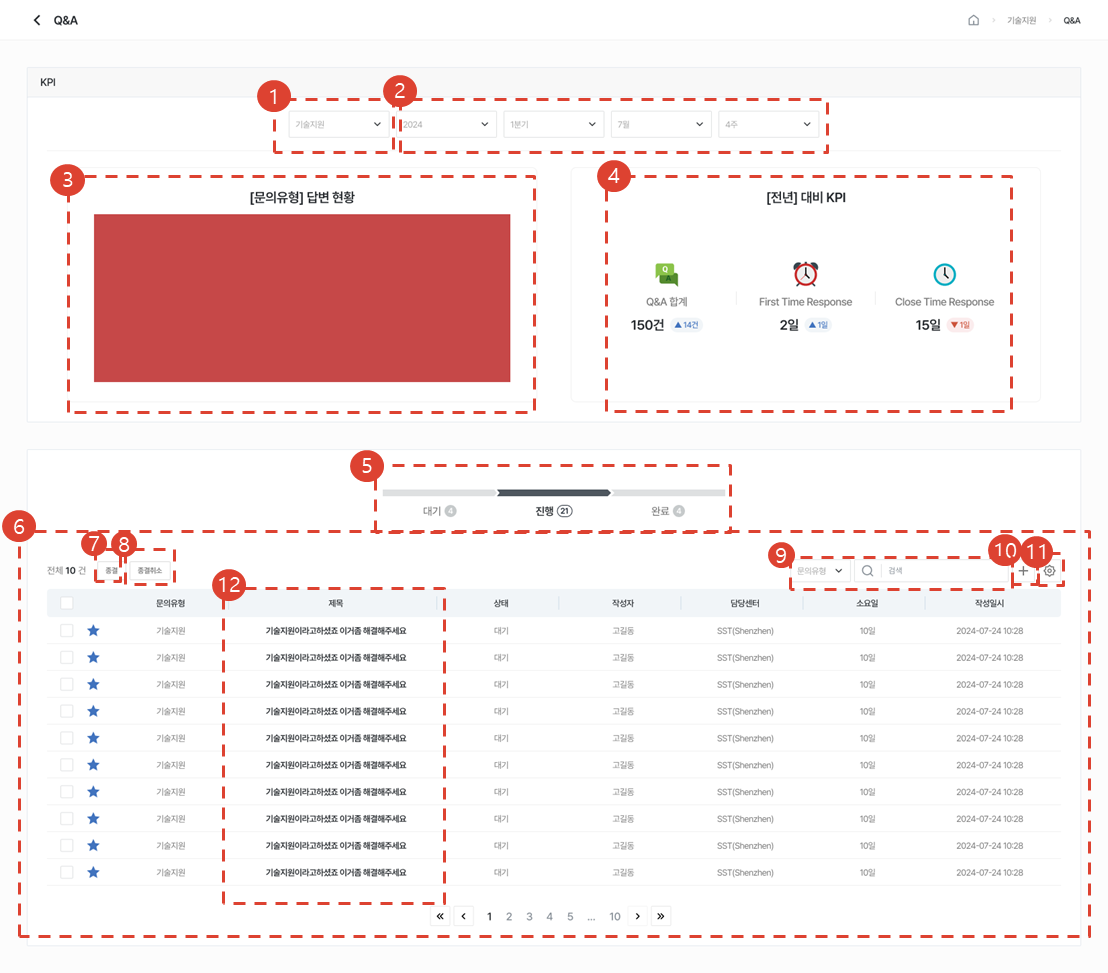 Q&A
기술지원 Q&A
KPI
1 2
기술지원 2024 1분기 7월 4주
3 4
[문의유형] 답변 현황
[전년] 대비 KPI
Q A
Q&A 합계 First Time Response Close Time Response
150건 ▲14건 2일 ▲1일 15일 ▼1일
5
대기 4 진행 21 완료 4
6 7 8 9 10 11
전체 10 건 종결 종결취소 문의유형 검색
12
문의유형 제목 상태 작성자 담당센터 소요일 작성일시
기술지원 기술지원이라고하셨죠 이거좀 해결해주세요 대기 고길동 SST(Shenzhen) 10일 2024-07-24 10:28
기술지원 기술지원이라고하셨죠 이거좀 해결해주세요 대기 고길동 SST(Shenzhen) 10일 2024-07-24 10:28
기술지원 기술지원이라고하셨죠 이거좀 해결해주세요 대기 고길동 SST(Shenzhen) 10일 2024-07-24 10:28
기술지원 기술지원이라고하셨죠 이거좀 해결해주세요 대기 고길동 SST(Shenzhen) 10일 2024-07-24 10:28
기술지원 기술지원이라고하셨죠 이거좀 해결해주세요 대기 고길동 SST(Shenzhen) 10일 2024-07-24 10:28
기술지원 기술지원이라고하셨죠 이거좀 해결해주세요 대기 고길동 SST(Shenzhen) 10일 2024-07-24 10:28
기술지원 기술지원이라고하셨죠 이거좀 해결해주세요 대기 고길동 SST(Shenzhen) 10일 2024-07-24 10:28
기술지원 기술지원이라고하셨죠 이거좀 해결해주세요 대기 고길동 SST(Shenzhen) 10일 2024-07-24 10:28
기술지원 기술지원이라고하셨죠 이거좀 해결해주세요 대기 고길동 SST(Shenzhen) 10일 2024-07-24 10:28
기술지원 기술지원이라고하셨죠 이거좀 해결해주세요 대기 고길동 SST(Shenzhen) 10일 2024-07-24 10:28
« ‹ 1 2 3 4 5 ... 10 › »